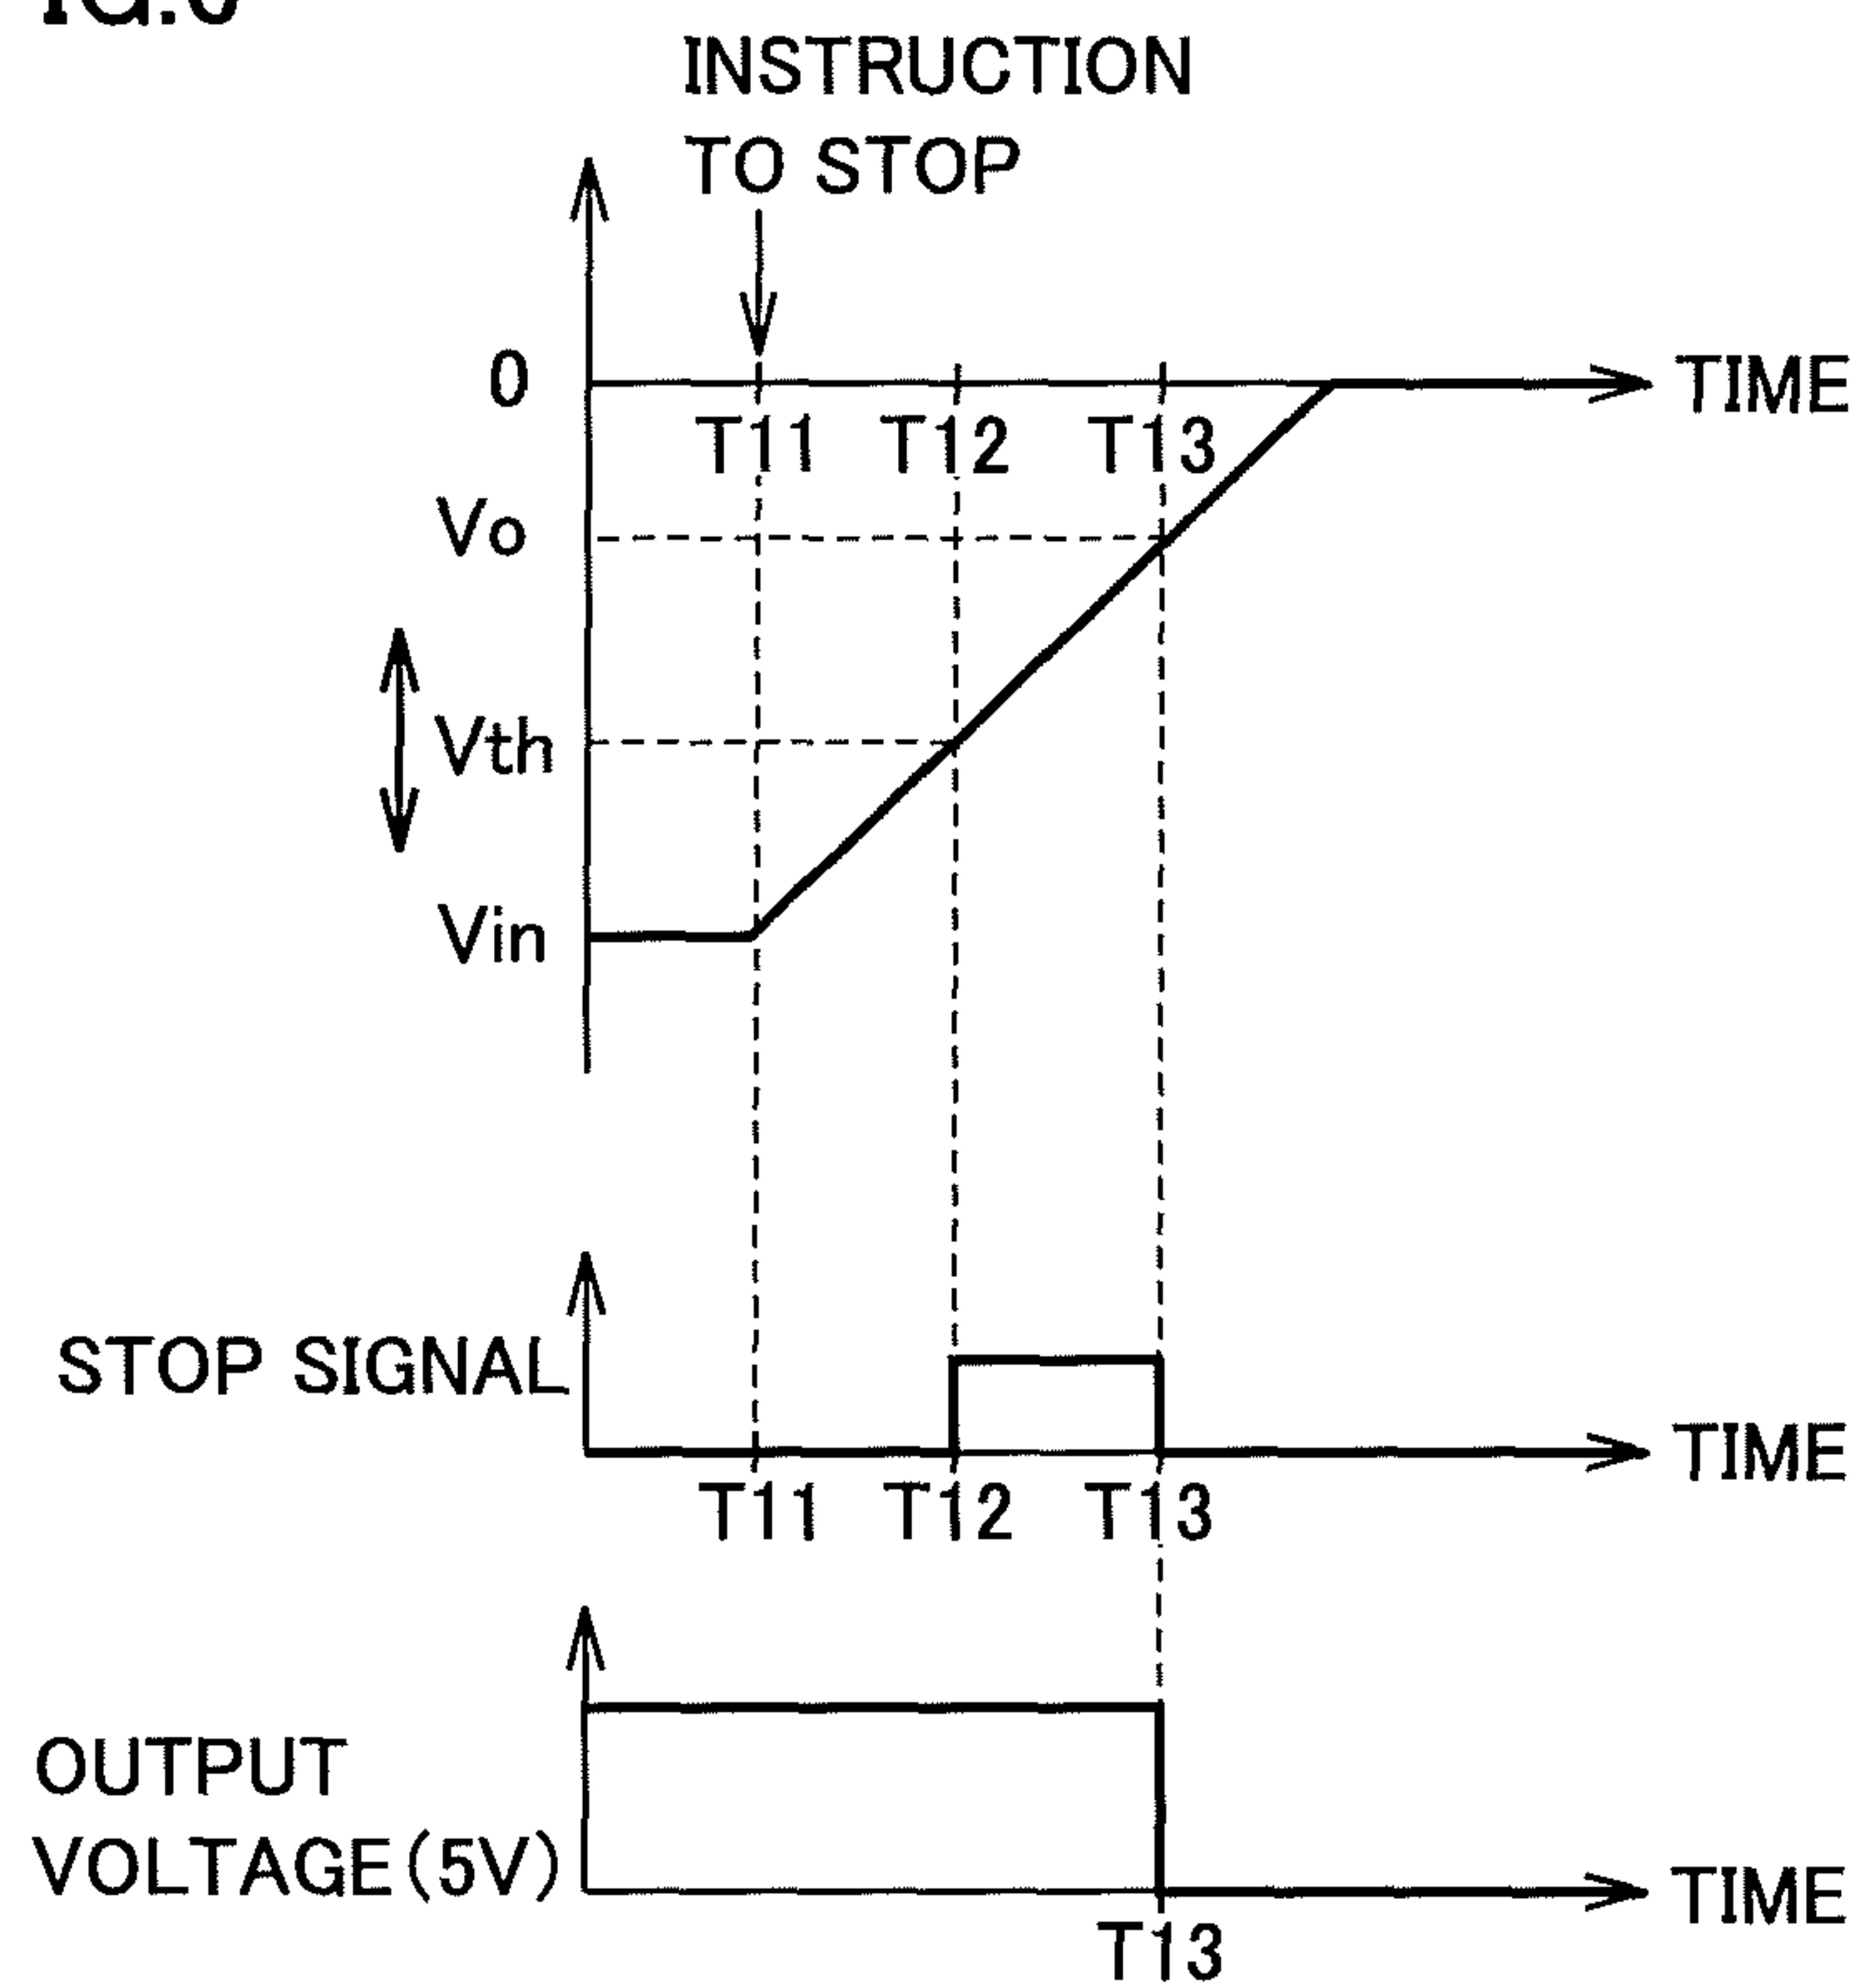 INSTRUCTION
TO STOP
0
TIME
T11 T12 T13
Vo
Vth
Vin
STOP SIGNAL
TIME
T11 T12 T13
OUTPUT
VOLTAGE(5V)
TIME
T13